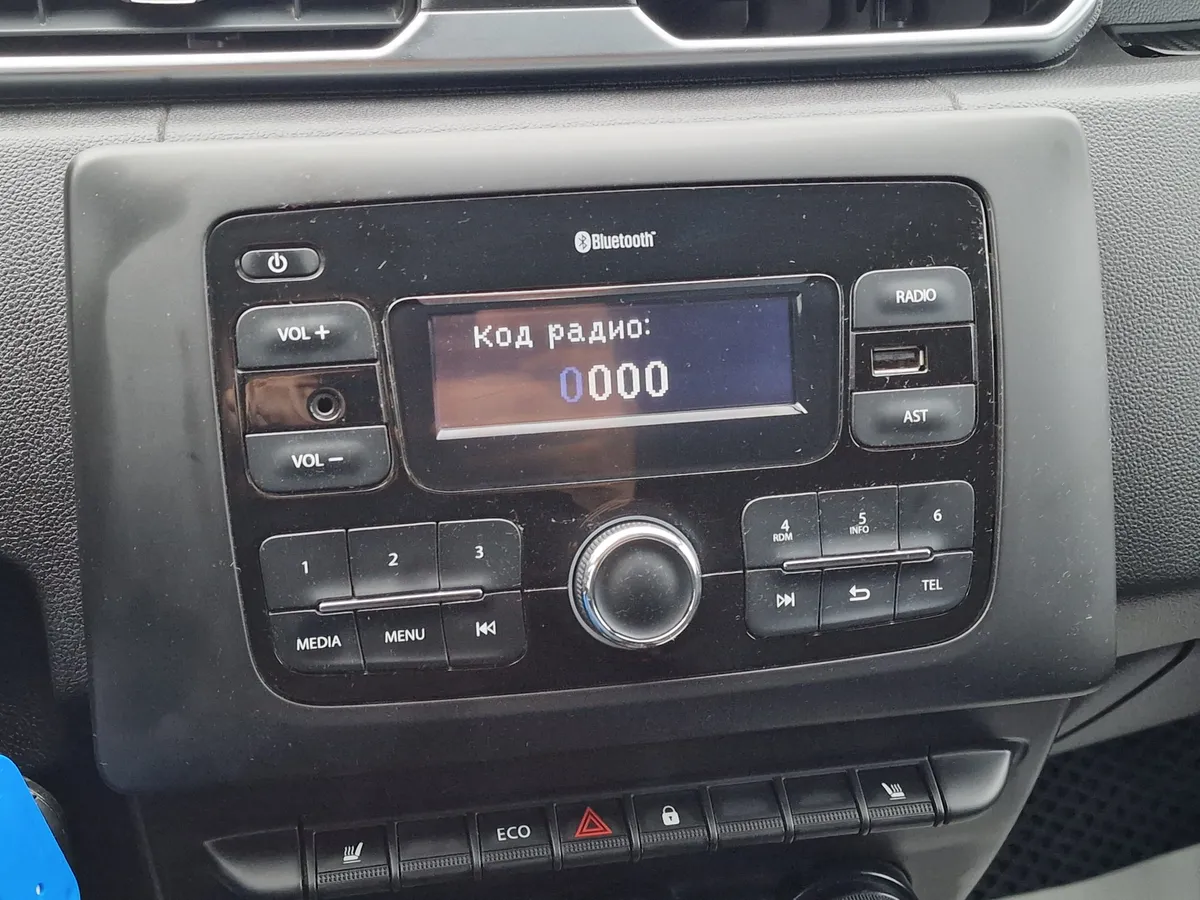 Bluetooth
VOL +
RADIO
Код радио:
0000
AST
VOL −
1 2 3
4 5 6
RDM INFO
MEDIA MENU
TEL
ECO